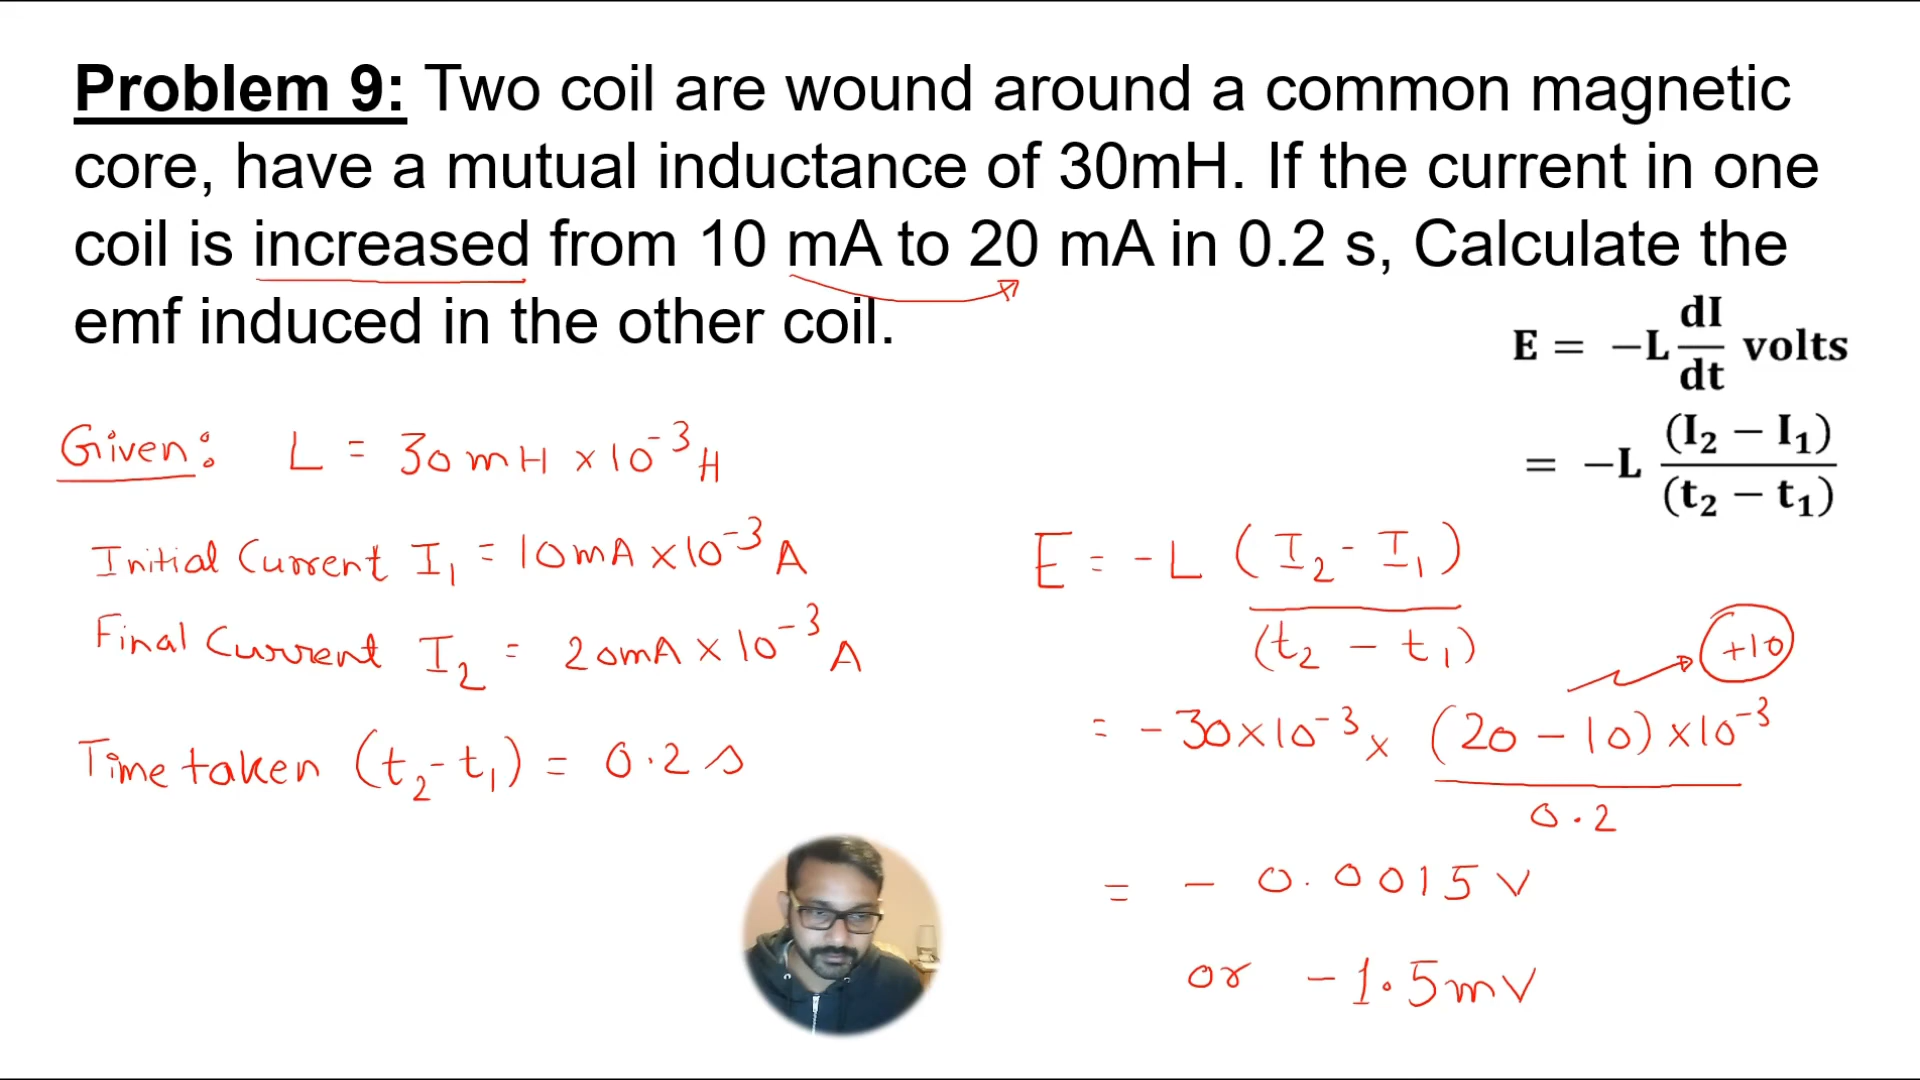 Problem 9: Two coil are wound around a common magnetic
core, have a mutual inductance of 30mH. If the current in one
coil is increased from 10 mA to 20 mA in 0.2 s, Calculate the
emf induced in the other coil.
E = −L dI/dt volts
= −L (I₂ − I₁)/(t₂ − t₁)
Given: L = 30mH ×10⁻³ H
Initial Current I₁ = 10mA ×10⁻³ A
Final Current I₂ = 20mA × 10⁻³ A
Time taken (t₂-t₁) = 0.2 s
E = -L (I₂ - I₁)/(t₂ − t₁)
+10
= -30×10⁻³ × (20 − 10) ×10⁻³/0.2
= - 0.0015 V
or -1.5mV